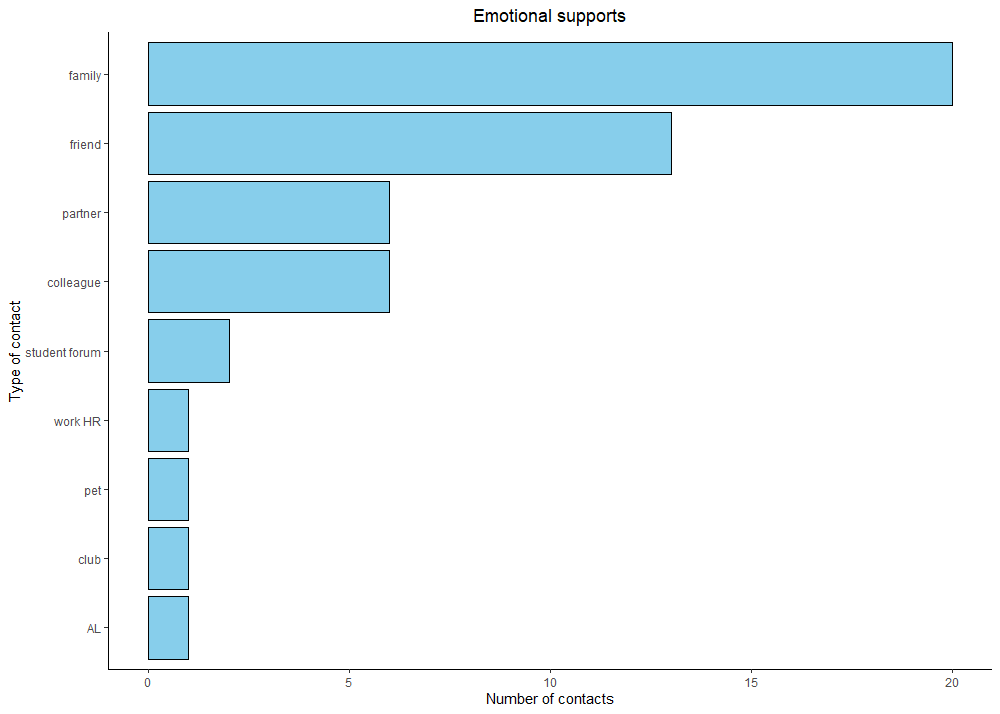 Emotional supports
family
friend
partner
colleague
student forum
work HR
pet
club
AL
Type of contact
0 5 10 15 20
Number of contacts